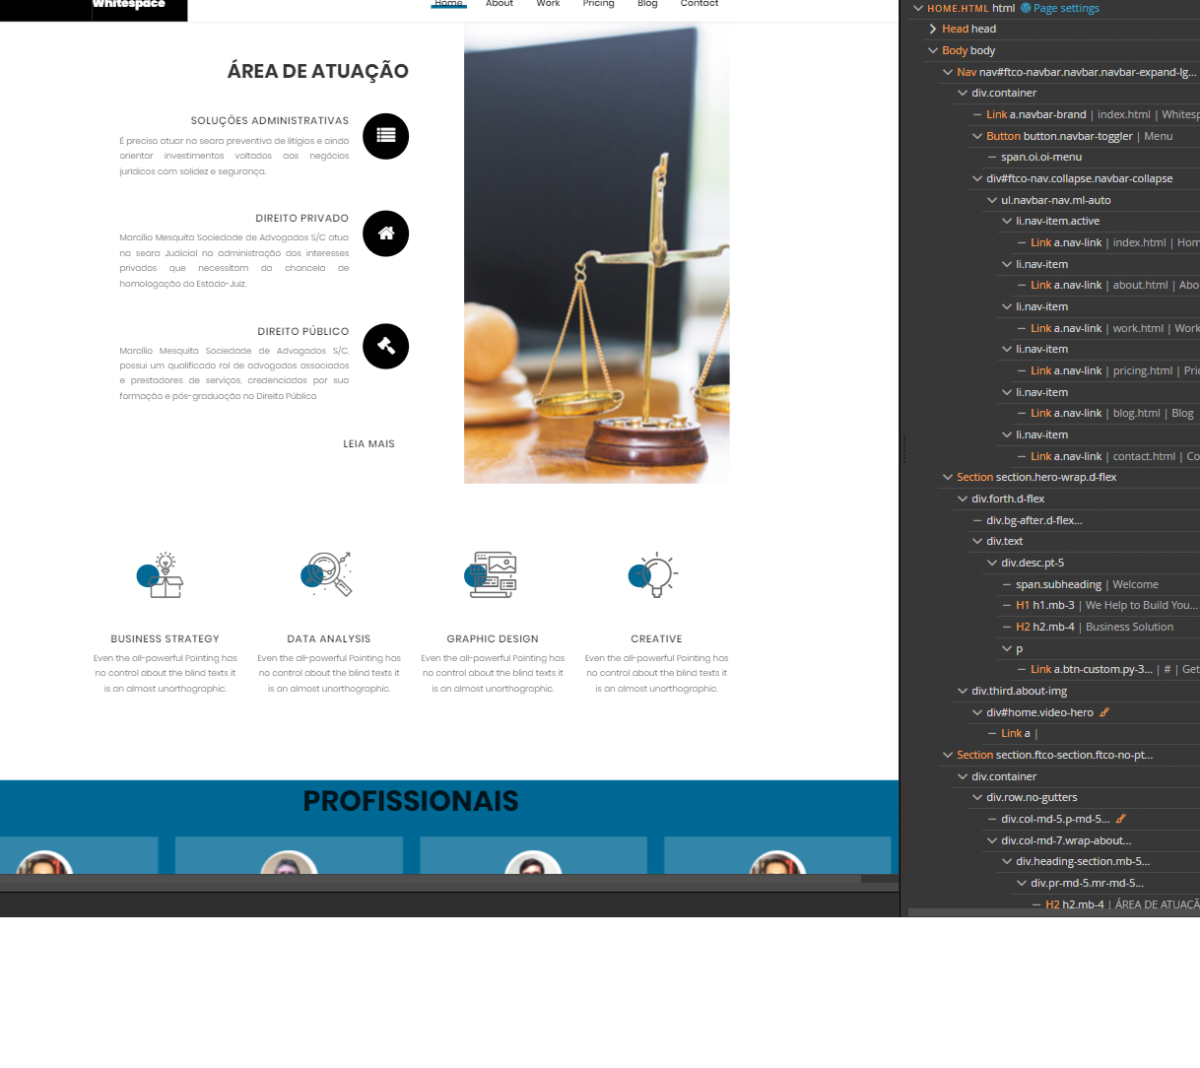 Whitespace
Home About Work Pricing Blog Contact
ÁREA DE ATUAÇÃO
SOLUÇÕES ADMINISTRATIVAS
É preciso atuar na seara preventiva de litígios e ainda
orientar investimentos voltados aos negócios
jurídicos com solidez e segurança.
DIREITO PRIVADO
Marcílio Mesquita Sociedade de Advogados S/C atua
na seara Judicial na administração dos interesses
privados que necessitam da chancela de
homologação do Estado-Juiz.
DIREITO PÚBLICO
Marcílio Mesquita Sociedade de Advogados S/C,
possui um qualificado rol de advogados associados
e prestadores de serviços, credenciados por sua
formação e pós-graduação no Direito Público
LEIA MAIS
BUSINESS STRATEGY
Even the all-powerful Pointing has
no control about the blind texts it
is an almost unorthographic.
DATA ANALYSIS
Even the all-powerful Pointing has
no control about the blind texts it
is an almost unorthographic.
GRAPHIC DESIGN
Even the all-powerful Pointing has
no control about the blind texts it
is an almost unorthographic.
CREATIVE
Even the all-powerful Pointing has
no control about the blind texts it
is an almost unorthographic.
PROFISSIONAIS
HOME.HTML html Page settings
Head head
Body body
Nav nav#ftco-navbar.navbar.navbar-expand-lg...
div.container
Link a.navbar-brand | index.html | Whitesp
Button button.navbar-toggler | Menu
span.oi.oi-menu
div#ftco-nav.collapse.navbar-collapse
ul.navbar-nav.ml-auto
li.nav-item.active
Link a.nav-link | index.html | Hom
li.nav-item
Link a.nav-link | about.html | Abo
li.nav-item
Link a.nav-link | work.html | Work
li.nav-item
Link a.nav-link | pricing.html | Pric
li.nav-item
Link a.nav-link | blog.html | Blog
li.nav-item
Link a.nav-link | contact.html | Co
Section section.hero-wrap.d-flex
div.forth.d-flex
div.bg-after.d-flex...
div.text
div.desc.pt-5
span.subheading | Welcome
H1 h1.mb-3 | We Help to Build You...
H2 h2.mb-4 | Business Solution
p
Link a.btn-custom.py-3... | # | Get
div.third.about-img
div#home.video-hero
Link a |
Section section.ftco-section.ftco-no-pt...
div.container
div.row.no-gutters
div.col-md-5.p-md-5...
div.col-md-7.wrap-about...
div.heading-section.mb-5...
div.pr-md-5.mr-md-5...
H2 h2.mb-4 | ÁREA DE ATUAÇÃ